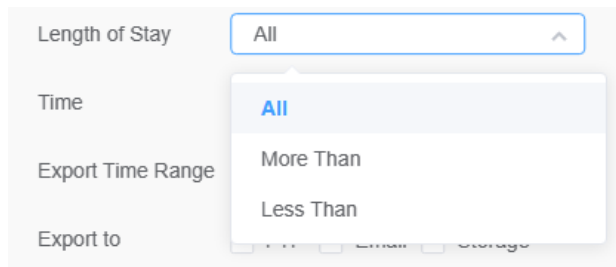 Length of Stay All
Time
All
Export Time Range
More Than
Less Than
Export to